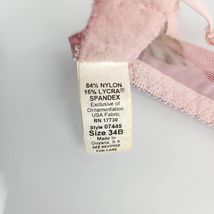 84% NYLON
16% LYCRA®
SPANDEX
Exclusive of
Ornamentation
USA Fabric
RN 17736
Style 07445
Size 34B
Made in
Guyana, S.A
SEE REVERSE
FOR CARE